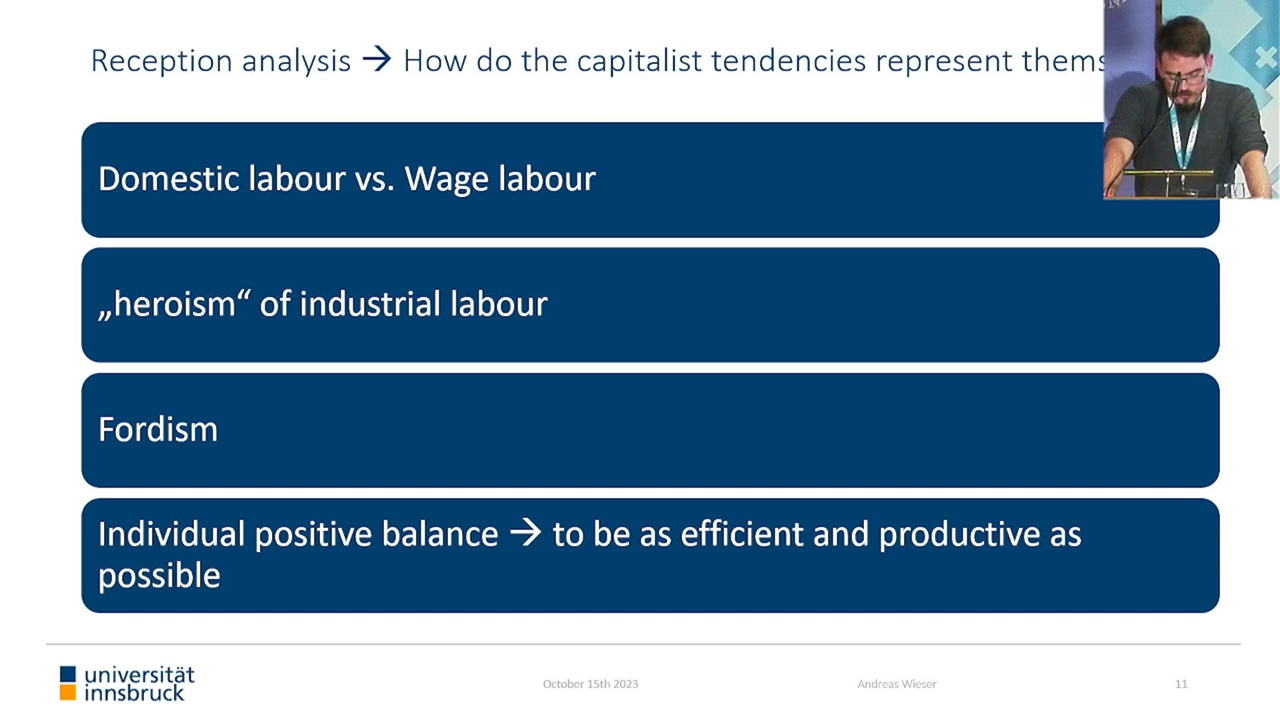 Reception analysis → How do the capitalist tendencies represent
Domestic labour vs. Wage labour
„heroism“ of industrial labour
Fordism
Individual positive balance → to be as efficient and productive as
possible
universität
innsbruck
October 15th 2023
Andreas Wieser
11